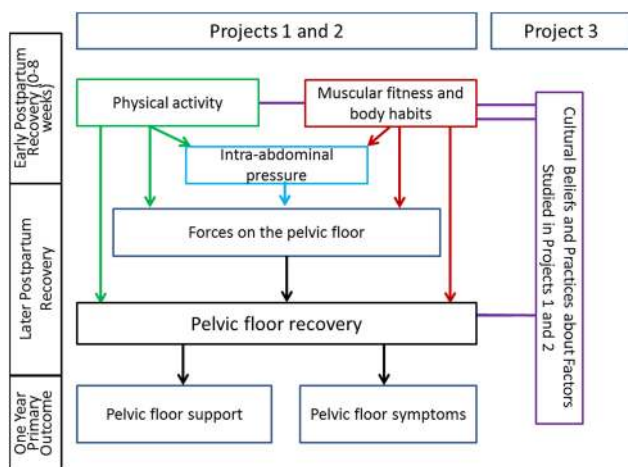 Projects 1 and 2
Project 3
Early Postpartum
Recovery (0-8
weeks)
Physical activity
Muscular fitness and
body habits
Intra-abdominal
pressure
Cultural Beliefs and Practices about Factors
Studied in Projects 1 and 2
Later Postpartum
Recovery
Forces on the pelvic floor
Pelvic floor recovery
One Year
Primary
Outcome
Pelvic floor support
Pelvic floor symptoms